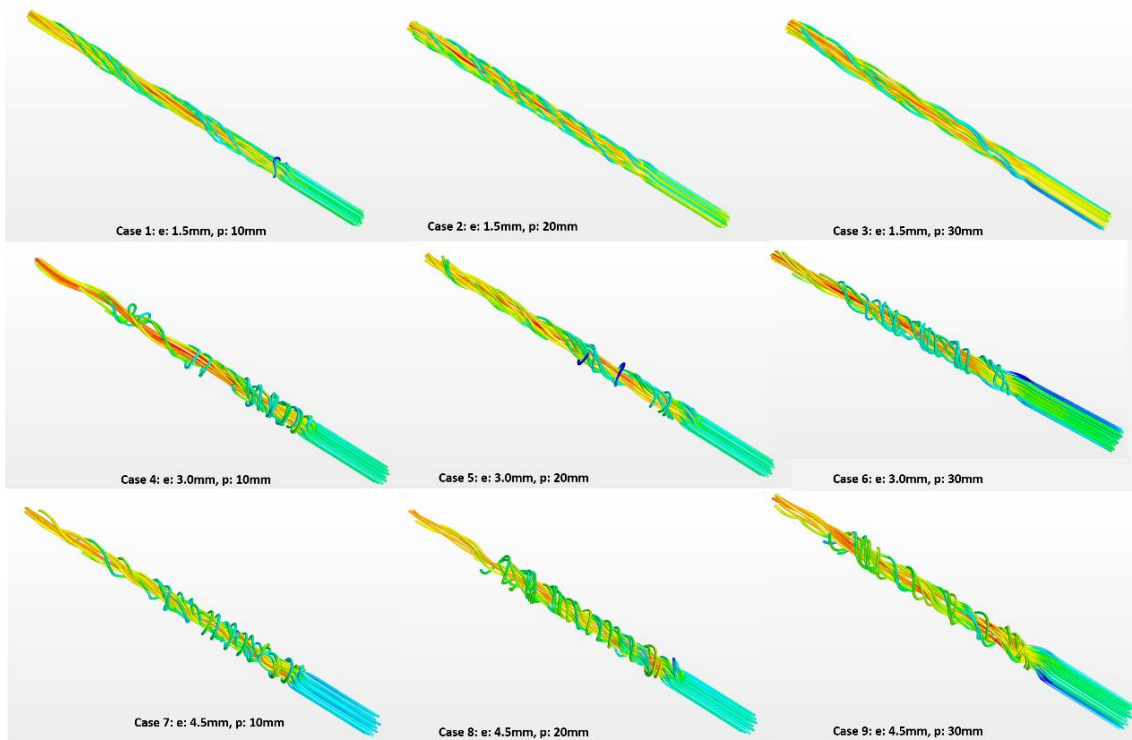 Case 1: e: 1.5mm, p: 10mm
Case 2: e: 1.5mm, p: 20mm
Case 3: e: 1.5mm, p: 30mm
Case 4: e: 3.0mm, p: 10mm
Case 5: e: 3.0mm, p: 20mm
Case 6: e: 3.0mm, p: 30mm
Case 7: e: 4.5mm, p: 10mm
Case 8: e: 4.5mm, p: 20mm
Case 9: e: 4.5mm, p: 30mm